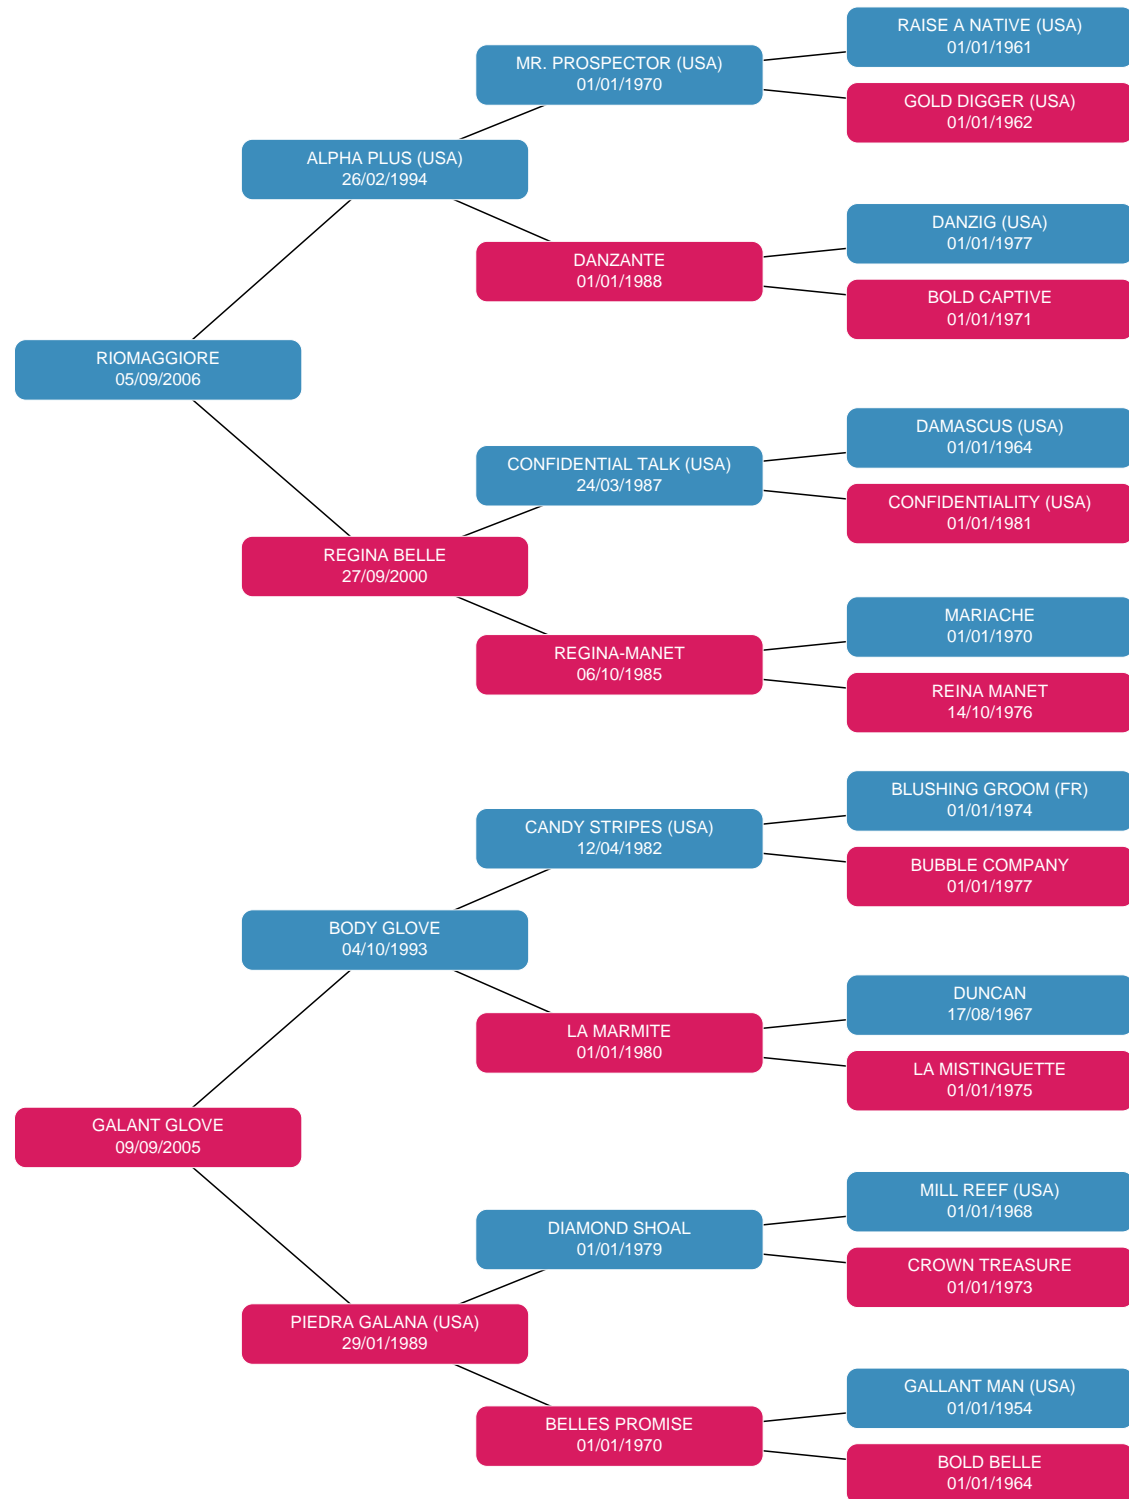 RAISE A NATIVE (USA)
01/01/1961
MR. PROSPECTOR (USA)
01/01/1970
GOLD DIGGER (USA)
01/01/1962
ALPHA PLUS (USA)
26/02/1994
DANZIG (USA)
01/01/1977
DANZANTE
01/01/1988
BOLD CAPTIVE
01/01/1971
RIOMAGGIORE
05/09/2006
DAMASCUS (USA)
01/01/1964
CONFIDENTIAL TALK (USA)
24/03/1987
CONFIDENTIALITY (USA)
01/01/1981
REGINA BELLE
27/09/2000
MARIACHE
01/01/1970
REGINA-MANET
06/10/1985
REINA MANET
14/10/1976
BLUSHING GROOM (FR)
01/01/1974
CANDY STRIPES (USA)
12/04/1982
BUBBLE COMPANY
01/01/1977
BODY GLOVE
04/10/1993
DUNCAN
17/08/1967
LA MARMITE
01/01/1980
LA MISTINGUETTE
01/01/1975
GALANT GLOVE
09/09/2005
MILL REEF (USA)
01/01/1968
DIAMOND SHOAL
01/01/1979
CROWN TREASURE
01/01/1973
PIEDRA GALANA (USA)
29/01/1989
GALLANT MAN (USA)
01/01/1954
BELLES PROMISE
01/01/1970
BOLD BELLE
01/01/1964